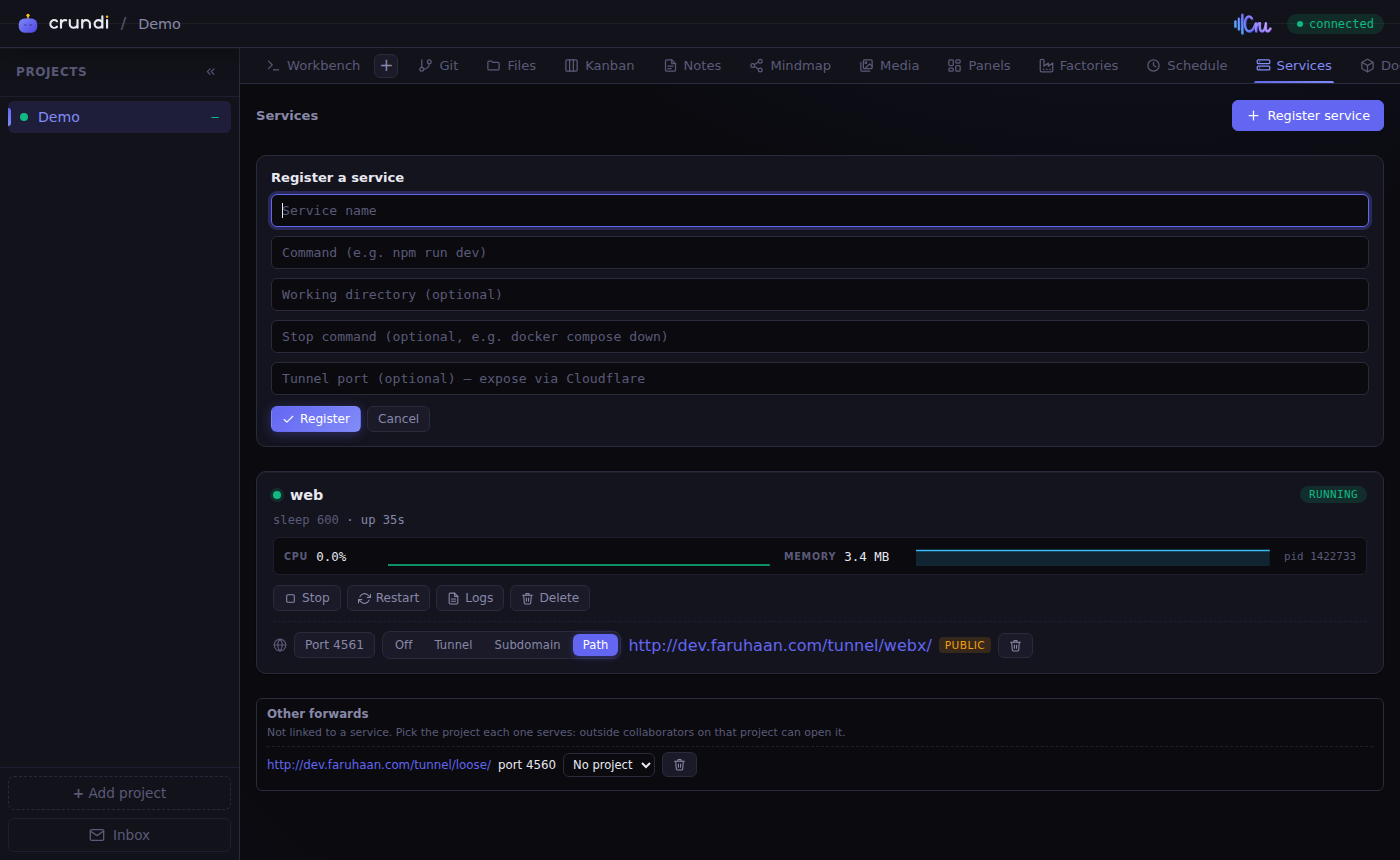 crundi / Demo
Cru
connected
PROJECTS «
Demo –
Workbench + Git Files Kanban Notes Mindmap Media Panels Factories Schedule Services Do
Services
+ Register service
Register a service
Service name
Command (e.g. npm run dev)
Working directory (optional)
Stop command (optional, e.g. docker compose down)
Tunnel port (optional) — expose via Cloudflare
Register Cancel
web RUNNING
sleep 600 · up 35s
CPU 0.0% MEMORY 3.4 MB pid 1422733
Stop Restart Logs Delete
Port 4561 Off Tunnel Subdomain Path http://dev.faruhaan.com/tunnel/webx/ PUBLIC
Other forwards
Not linked to a service. Pick the project each one serves: outside collaborators on that project can open it.
http://dev.faruhaan.com/tunnel/loose/ port 4560 No project
+ Add project
Inbox